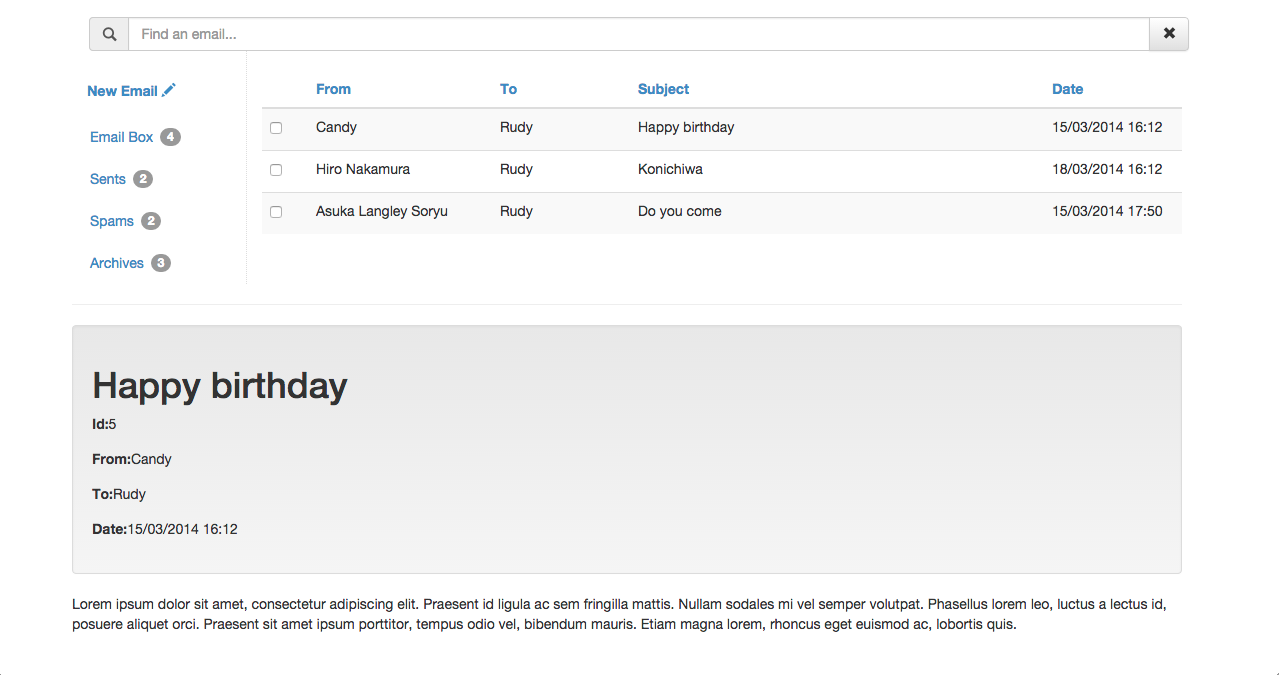 Find an email...
New Email
Email Box 4
Sents 2
Spams 2
Archives 3
From To Subject Date
Candy Rudy Happy birthday 15/03/2014 16:12
Hiro Nakamura Rudy Konichiwa 18/03/2014 16:12
Asuka Langley Soryu Rudy Do you come 15/03/2014 17:50
Happy birthday
Id:5
From:Candy
To:Rudy
Date:15/03/2014 16:12
Lorem ipsum dolor sit amet, consectetur adipiscing elit. Praesent id ligula ac sem fringilla mattis. Nullam sodales mi vel semper volutpat. Phasellus lorem leo, luctus a lectus id,
posuere aliquet orci. Praesent sit amet ipsum porttitor, tempus odio vel, bibendum mauris. Etiam magna lorem, rhoncus eget euismod ac, lobortis quis.